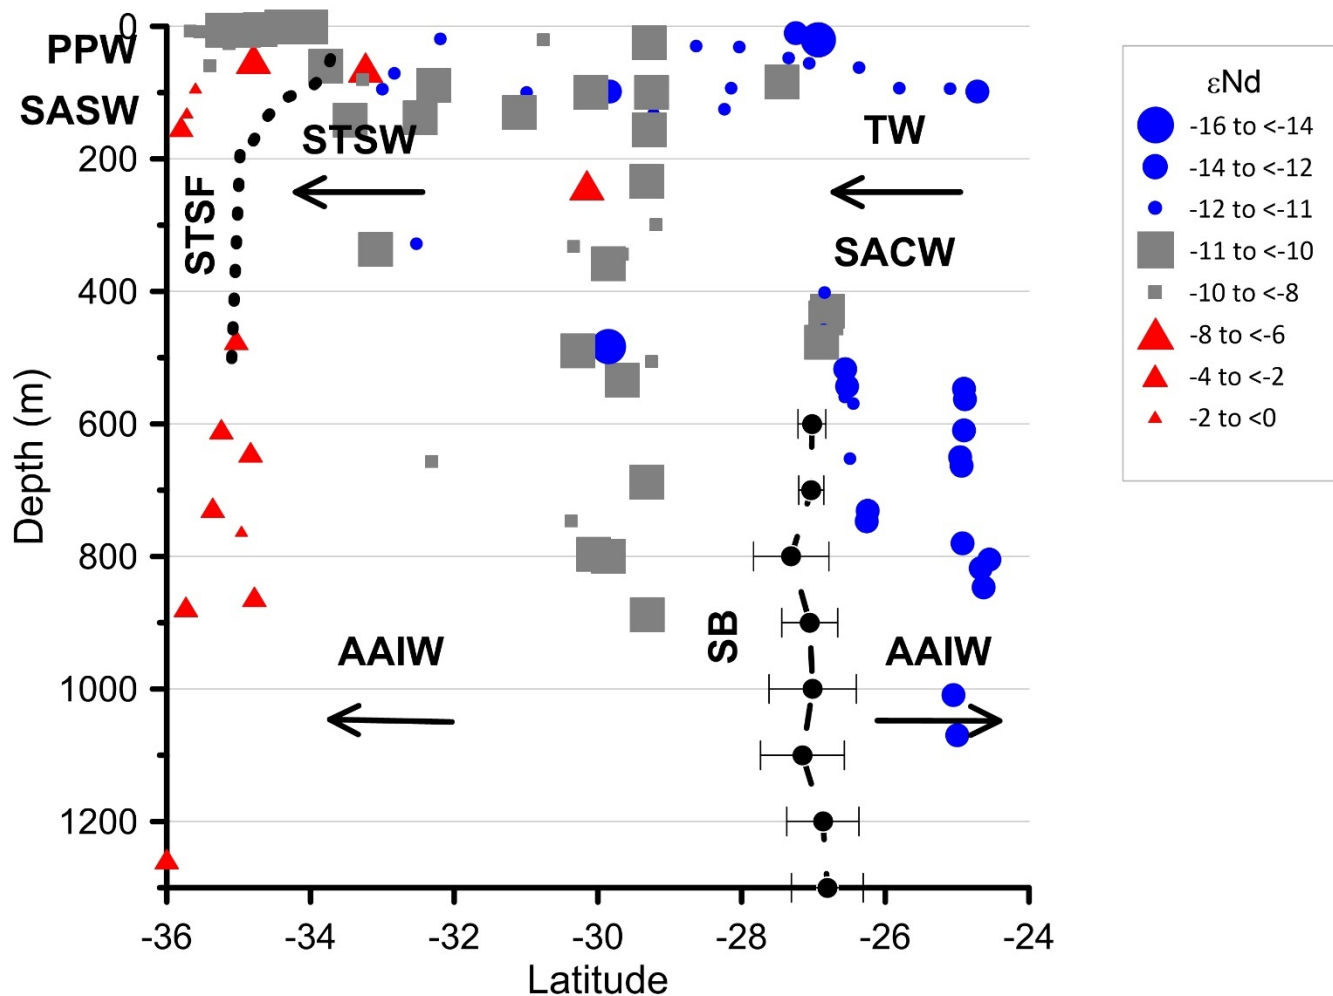 0
PPW
SASW
STSW
TW
200
STSF
SACW
400
Depth (m)
600
800
SB
AAIW
AAIW
1000
1200
-36
-34
-32
-30
-28
-26
-24
Latitude
εNd
-16 to <-14
-14 to <-12
-12 to <-11
-11 to <-10
-10 to <-8
-8 to <-6
-4 to <-2
-2 to <0